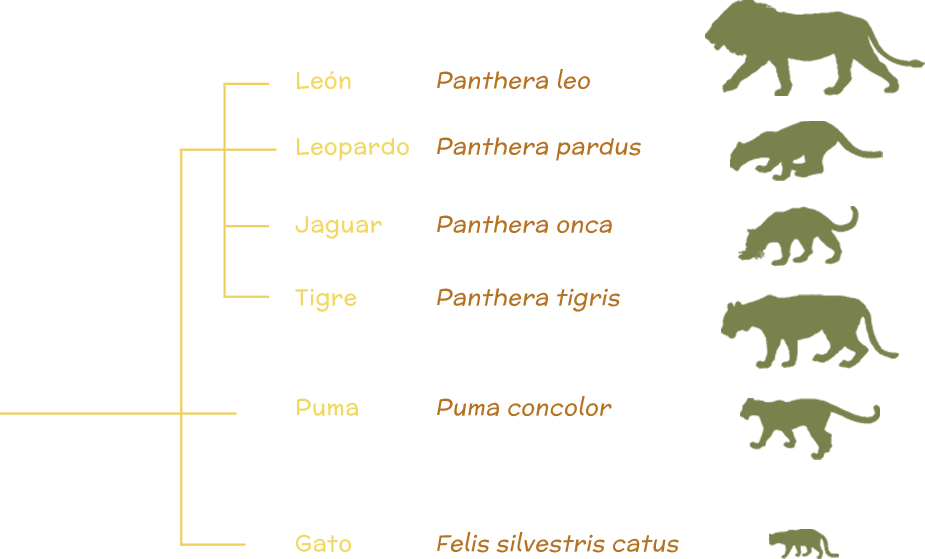 León Panthera leo
Leopardo Panthera pardus
Jaguar Panthera onca
Tigre Panthera tigris
Puma Puma concolor
Gato Felis silvestris catus